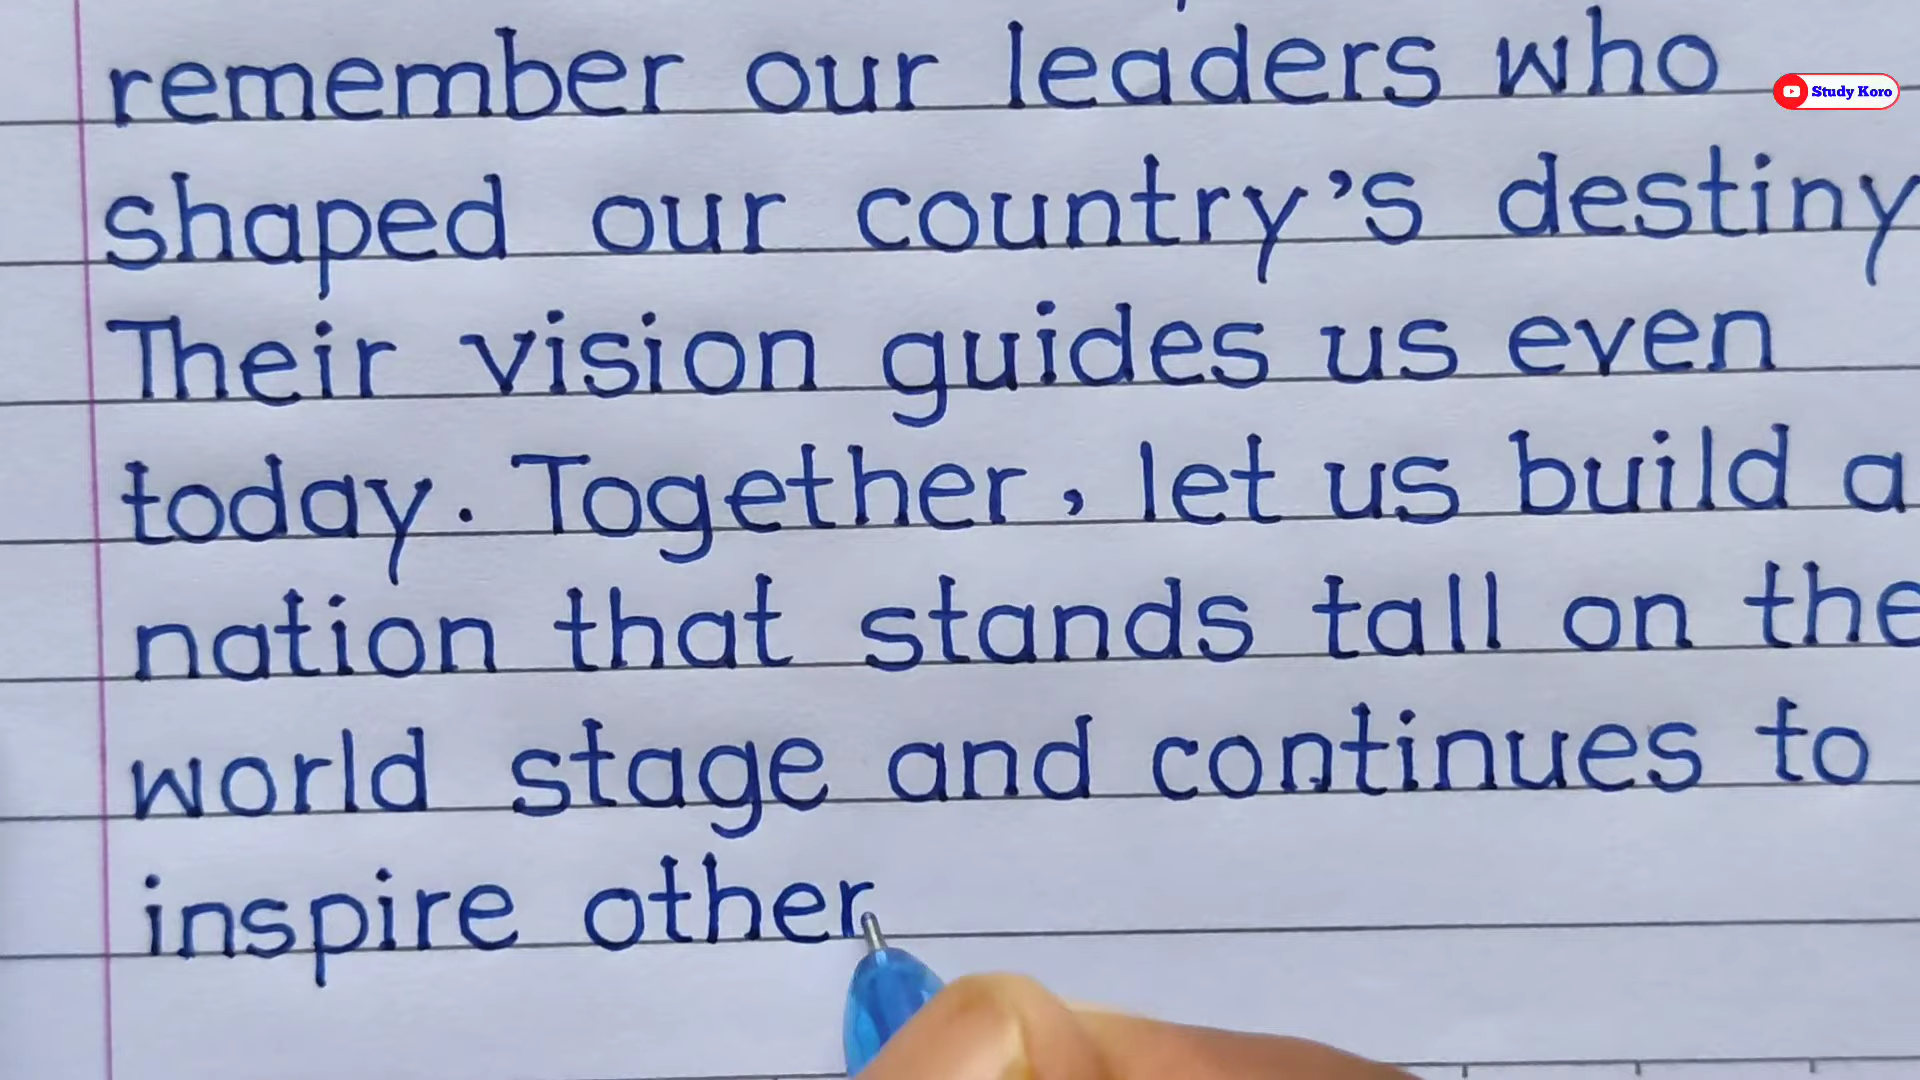 remember our leaders who
Study Koro
shaped our country's destiny
Their vision guides us even
today. Together, let us build a
nation that stands tall on the
world stage and continues to
inspire other